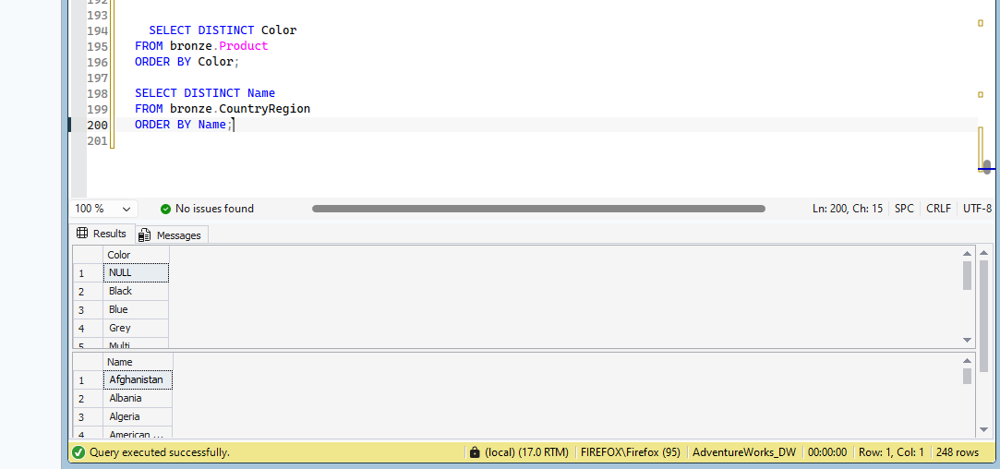 192
193
194 SELECT DISTINCT Color
195 FROM bronze.Product
196 ORDER BY Color;
197
198 SELECT DISTINCT Name
199 FROM bronze.CountryRegion
200 ORDER BY Name;
201
100 % No issues found Ln: 200, Ch: 15 SPC CRLF UTF-8
Results Messages
Color
1 NULL
2 Black
3 Blue
4 Grey
5 Multi
Name
1 Afghanistan
2 Albania
3 Algeria
4 American ...
Query executed successfully. (local) (17.0 RTM) FIREFOX\Firefox (95) AdventureWorks_DW 00:00:00 Row: 1, Col: 1 248 rows